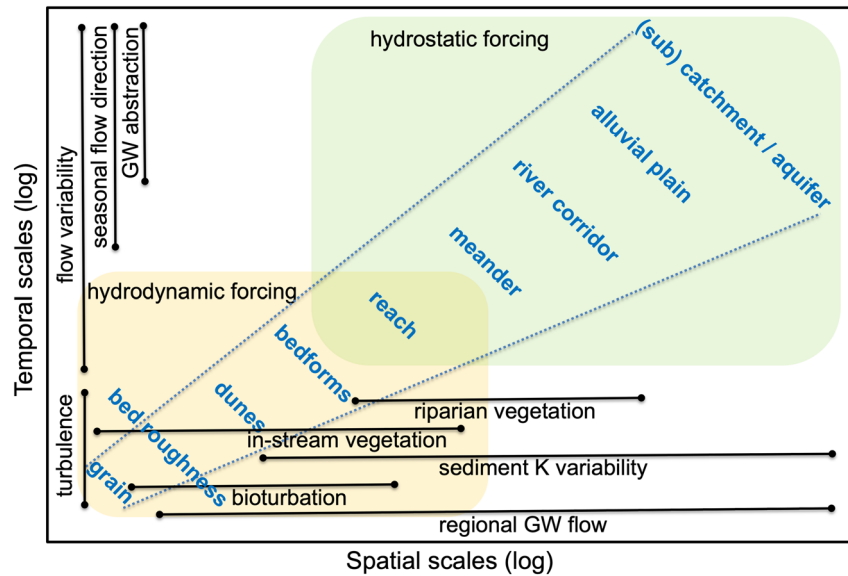 hydrostatic forcing
(sub) catchment / aquifer
alluvial plain
river corridor
meander
reach
hydrodynamic forcing
bedforms
dunes
bed roughness
grain
flow variability
seasonal flow direction
GW abstraction
turbulence
riparian vegetation
in-stream vegetation
sediment K variability
bioturbation
regional GW flow
Temporal scales (log)
Spatial scales (log)